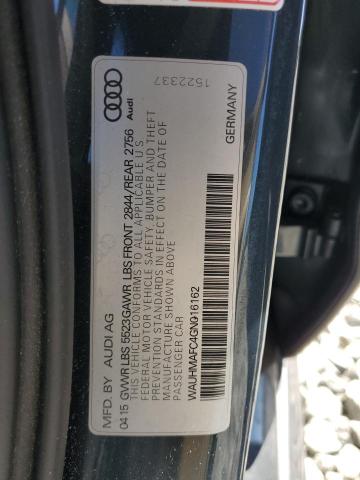 MFD. BY AUDI AG
Audi
04 15 GVWR LBS 5523 GAWR LBS FRONT 2844/REAR 2756
THIS VEHICLE CONFORMS TO ALL APPLICABLE U.S.
FEDERAL MOTOR VEHICLE SAFETY, BUMPER AND THEFT
PREVENTION STANDARDS IN EFFECT ON THE DATE OF
MANUFACTURE SHOWN ABOVE
PASSENGER CAR
WAUHMAFC4GN016162
1522337
GERMANY